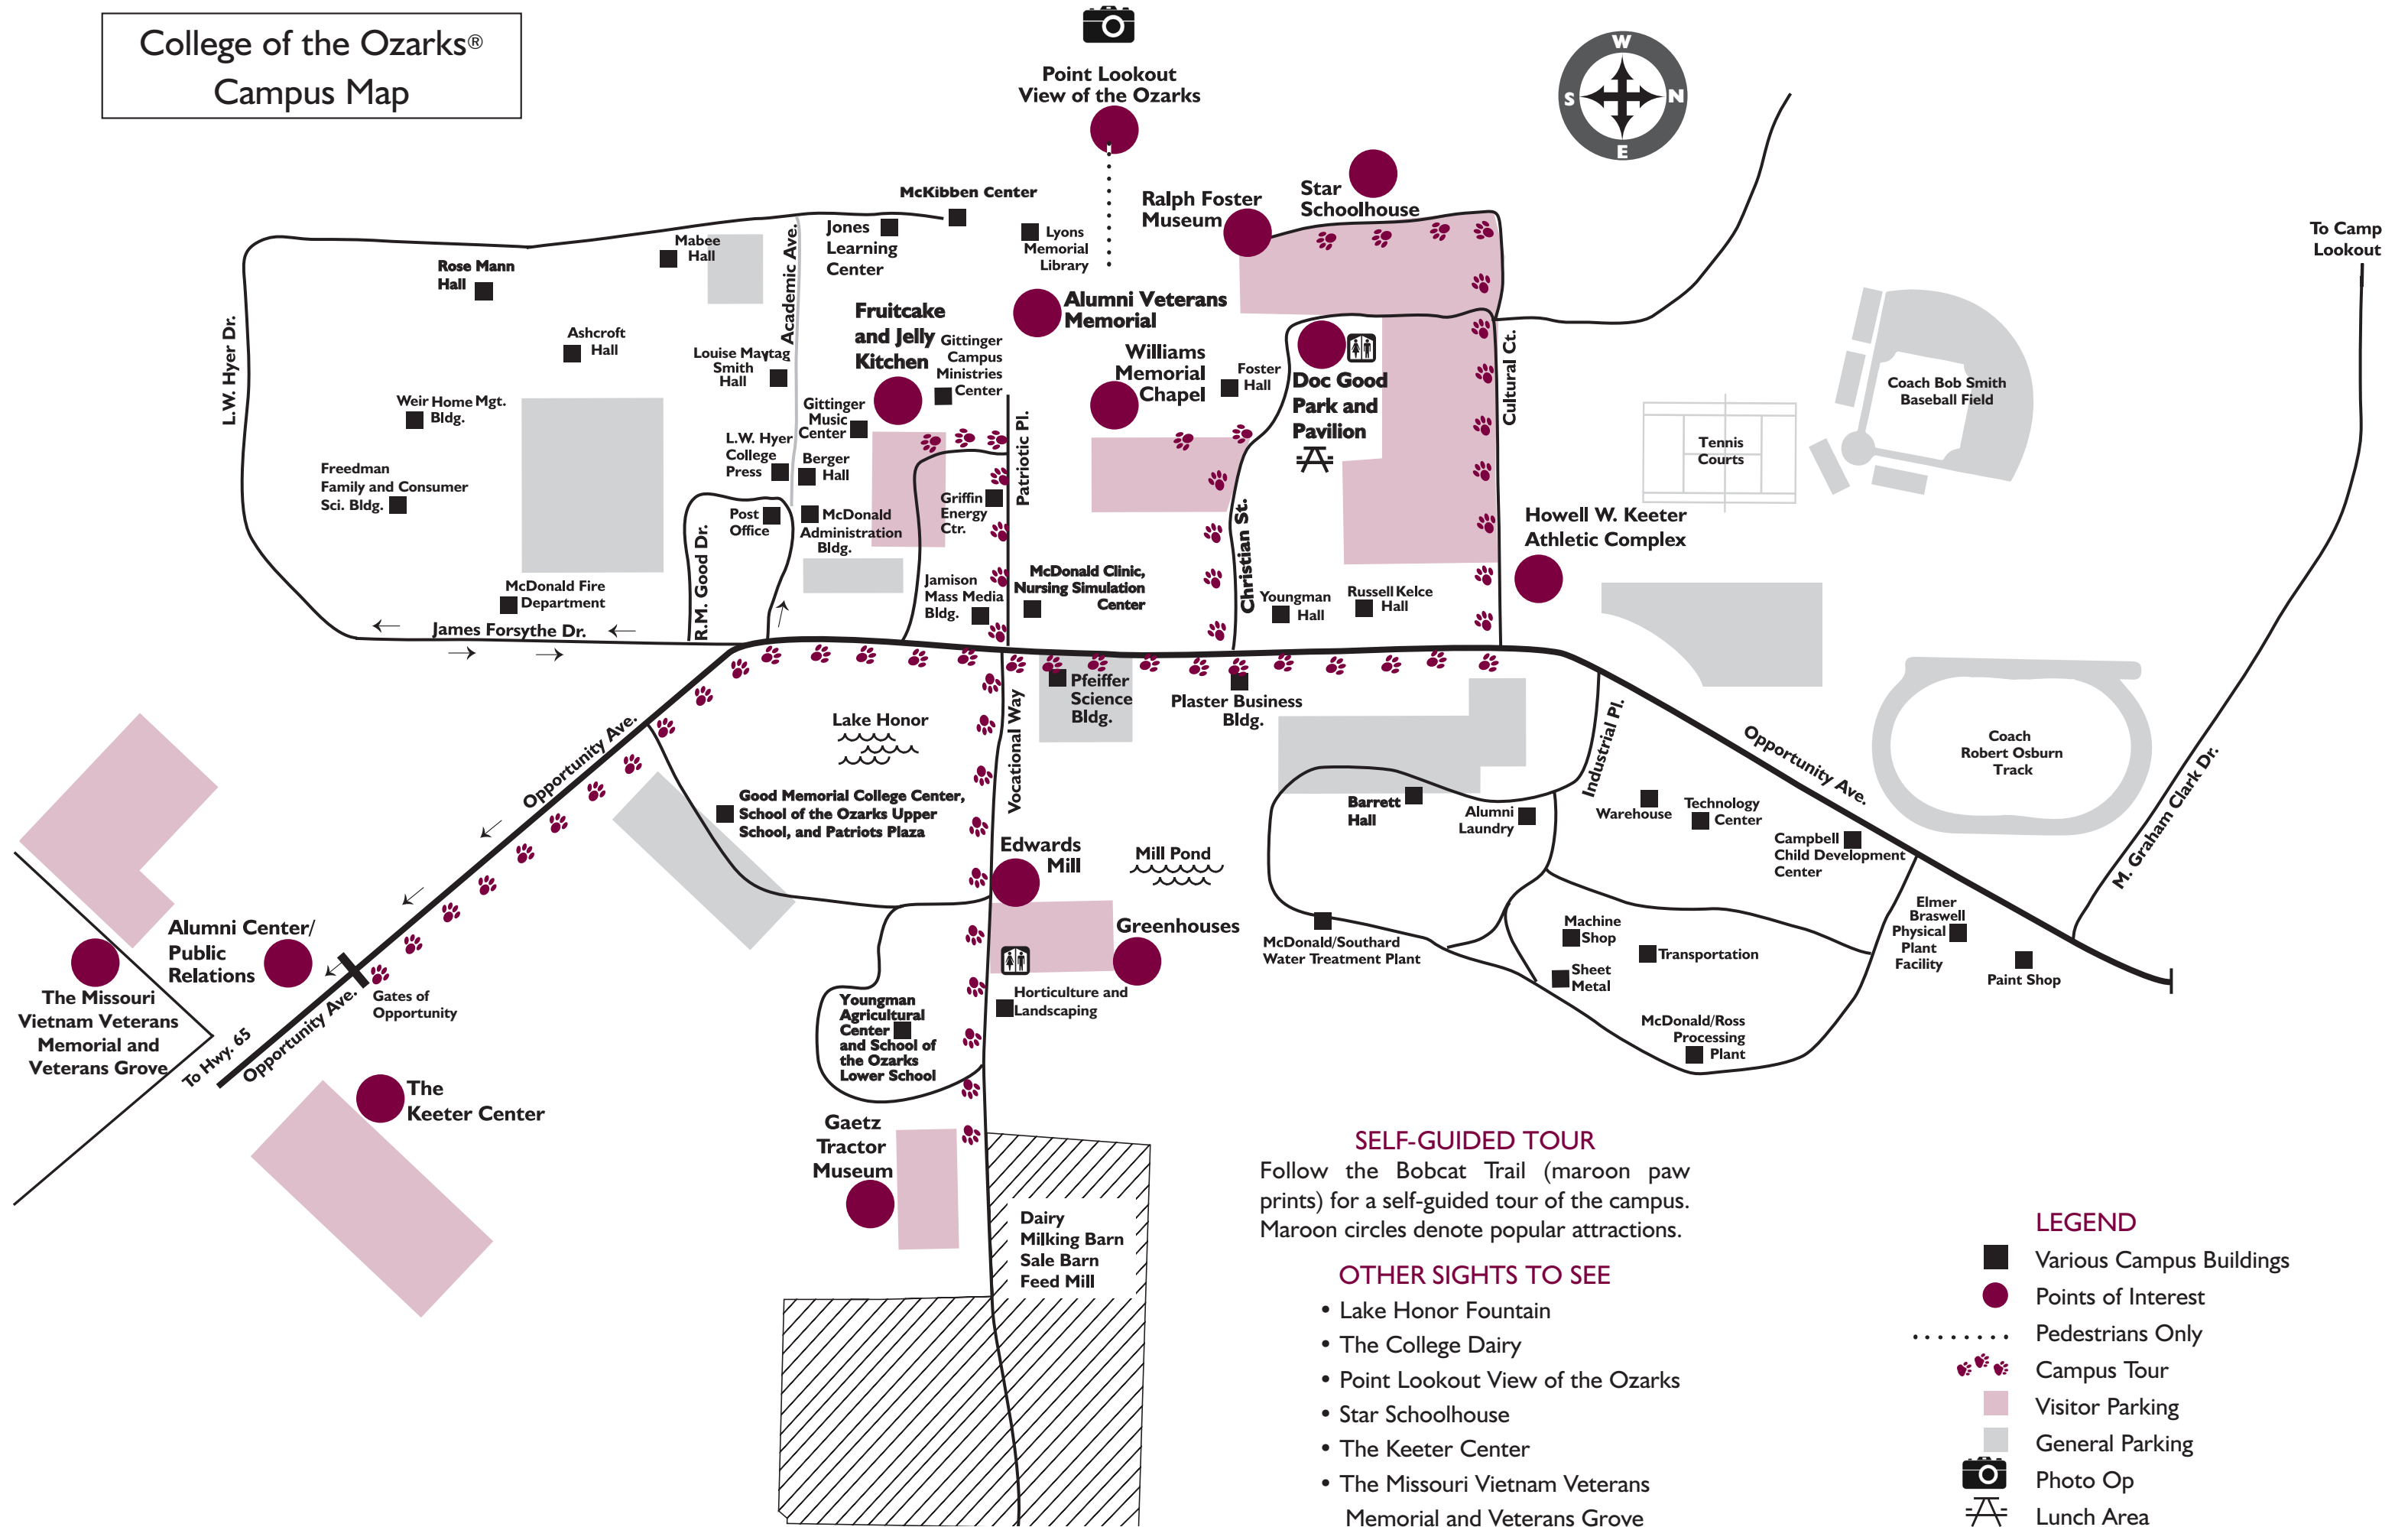 College of the Ozarks®
Campus Map
Point Lookout
View of the Ozarks
W
S
N
E
McKibben Center
Star
Schoolhouse
Ralph Foster
Museum
To Camp
Lookout
Mabee
Hall
Jones
Learning
Center
Lyons
Memorial
Library
Rose Mann
Hall
Academic Ave.
L.W. Hyer Dr.
Ashcroft
Hall
Fruitcake
and Jelly
Kitchen
Alumni Veterans
Memorial
Gittinger
Campus
Ministries
Center
Louise Maytag
Smith
Hall
Williams
Memorial
Chapel
Foster
Hall
Doc Good
Park and
Pavilion
Cultural Ct.
Coach Bob Smith
Baseball Field
Tennis
Courts
Weir Home Mgt.
Bldg.
Gittinger
Music
Center
Patriotic Pl.
L.W. Hyer
College
Press
Berger
Hall
Freedman
Family and Consumer
Sci. Bldg.
Griffin
Energy
Ctr.
Post
Office
McDonald
Administration
Bldg.
R.M. Good Dr.
Christian St.
Howell W. Keeter
Athletic Complex
McDonald Fire
Department
Jamison
Mass Media
Bldg.
McDonald Clinic,
Nursing Simulation
Center
Youngman
Hall
Russell Kelce
Hall
James Forsythe Dr.
Pfeiffer
Science
Bldg.
Plaster Business
Bldg.
Lake Honor
Vocational Way
Opportunity Ave.
Industrial Pl.
Opportunity Ave.
Coach
Robert Osburn
Track
M. Graham Clark Dr.
Good Memorial College Center,
School of the Ozarks Upper
School, and Patriots Plaza
Barrett
Hall
Alumni
Laundry
Warehouse
Technology
Center
Campbell
Child Development
Center
Edwards
Mill
Mill Pond
Greenhouses
Alumni Center/
Public
Relations
McDonald/Southard
Water Treatment Plant
Machine
Shop
Transportation
Sheet
Metal
Elmer
Braswell
Physical
Plant
Facility
Paint Shop
The Missouri
Vietnam Veterans
Memorial and
Veterans Grove
Gates of
Opportunity
To Hwy. 65
Opportunity Ave.
Horticulture and
Landscaping
Youngman
Agricultural
Center
and School of
the Ozarks
Lower School
McDonald/Ross
Processing
Plant
The
Keeter Center
Gaetz
Tractor
Museum
Dairy
Milking Barn
Sale Barn
Feed Mill
SELF-GUIDED TOUR
Follow the Bobcat Trail (maroon paw
prints) for a self-guided tour of the campus.
Maroon circles denote popular attractions.
OTHER SIGHTS TO SEE
• Lake Honor Fountain
• The College Dairy
• Point Lookout View of the Ozarks
• Star Schoolhouse
• The Keeter Center
• The Missouri Vietnam Veterans
Memorial and Veterans Grove
LEGEND
Various Campus Buildings
Points of Interest
Pedestrians Only
Campus Tour
Visitor Parking
General Parking
Photo Op
Lunch Area